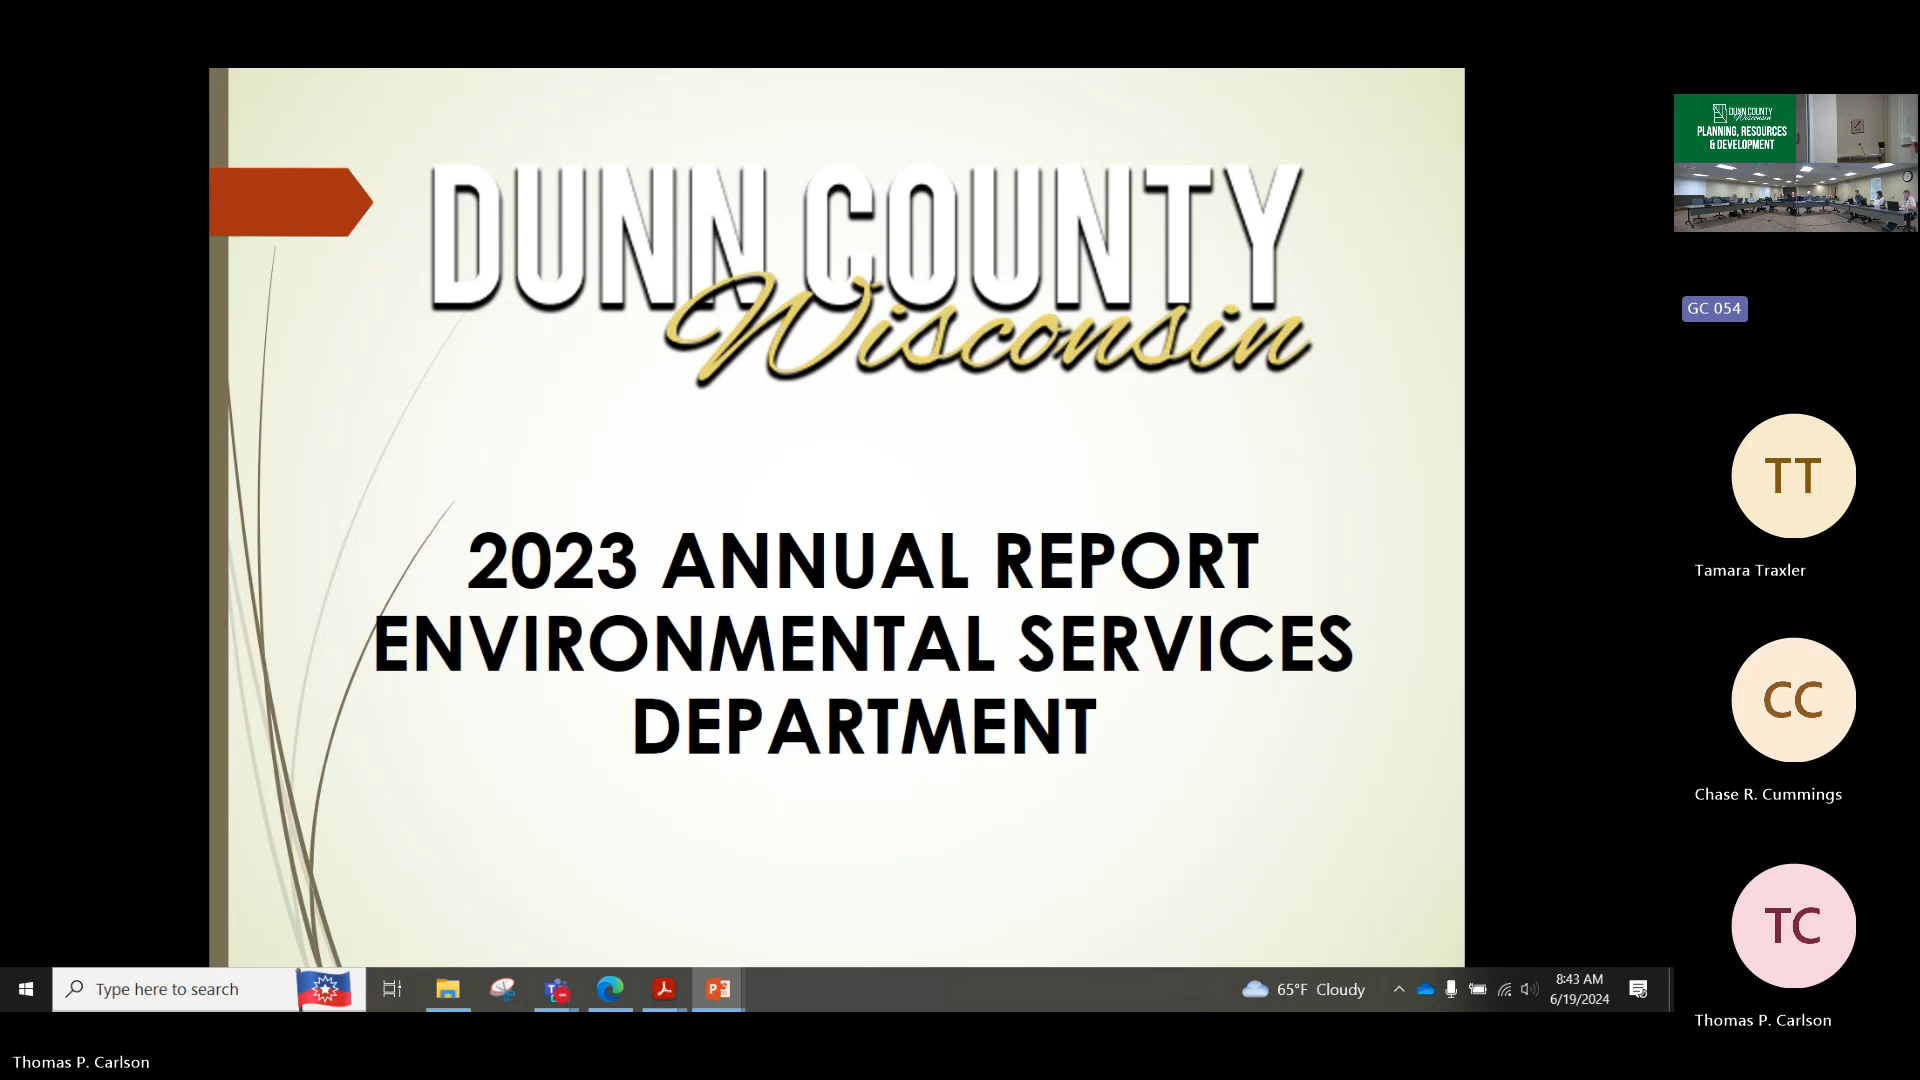 DUNN COUNTY
Wisconsin
2023 ANNUAL REPORT
ENVIRONMENTAL SERVICES
DEPARTMENT
DUNN COUNTY
Wisconsin
PLANNING, RESOURCES
& DEVELOPMENT
GC 054
TT
Tamara Traxler
CC
Chase R. Cummings
TC
Thomas P. Carlson
Type here to search
65°F Cloudy
8:43 AM
6/19/2024
Thomas P. Carlson